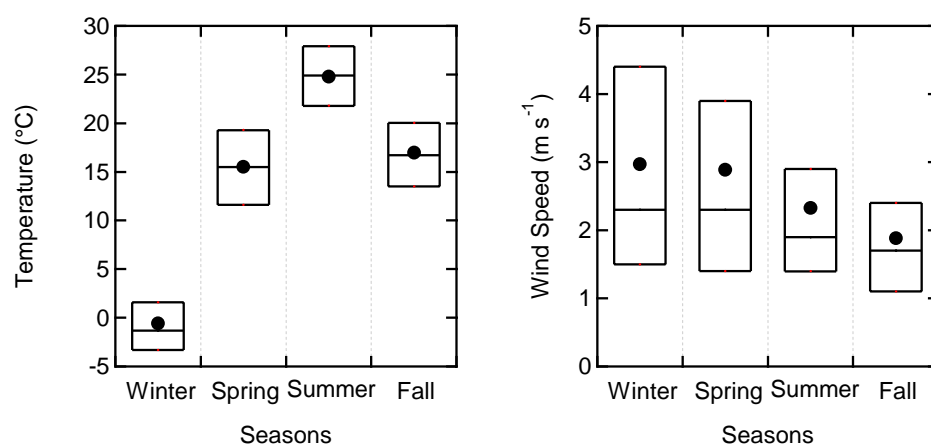 Temperature (°C)
30
25
20
15
10
5
0
-5
Winter Spring Summer Fall
Seasons
Wind Speed (m s⁻¹)
5
4
3
2
1
0
Winter Spring Summer Fall
Seasons